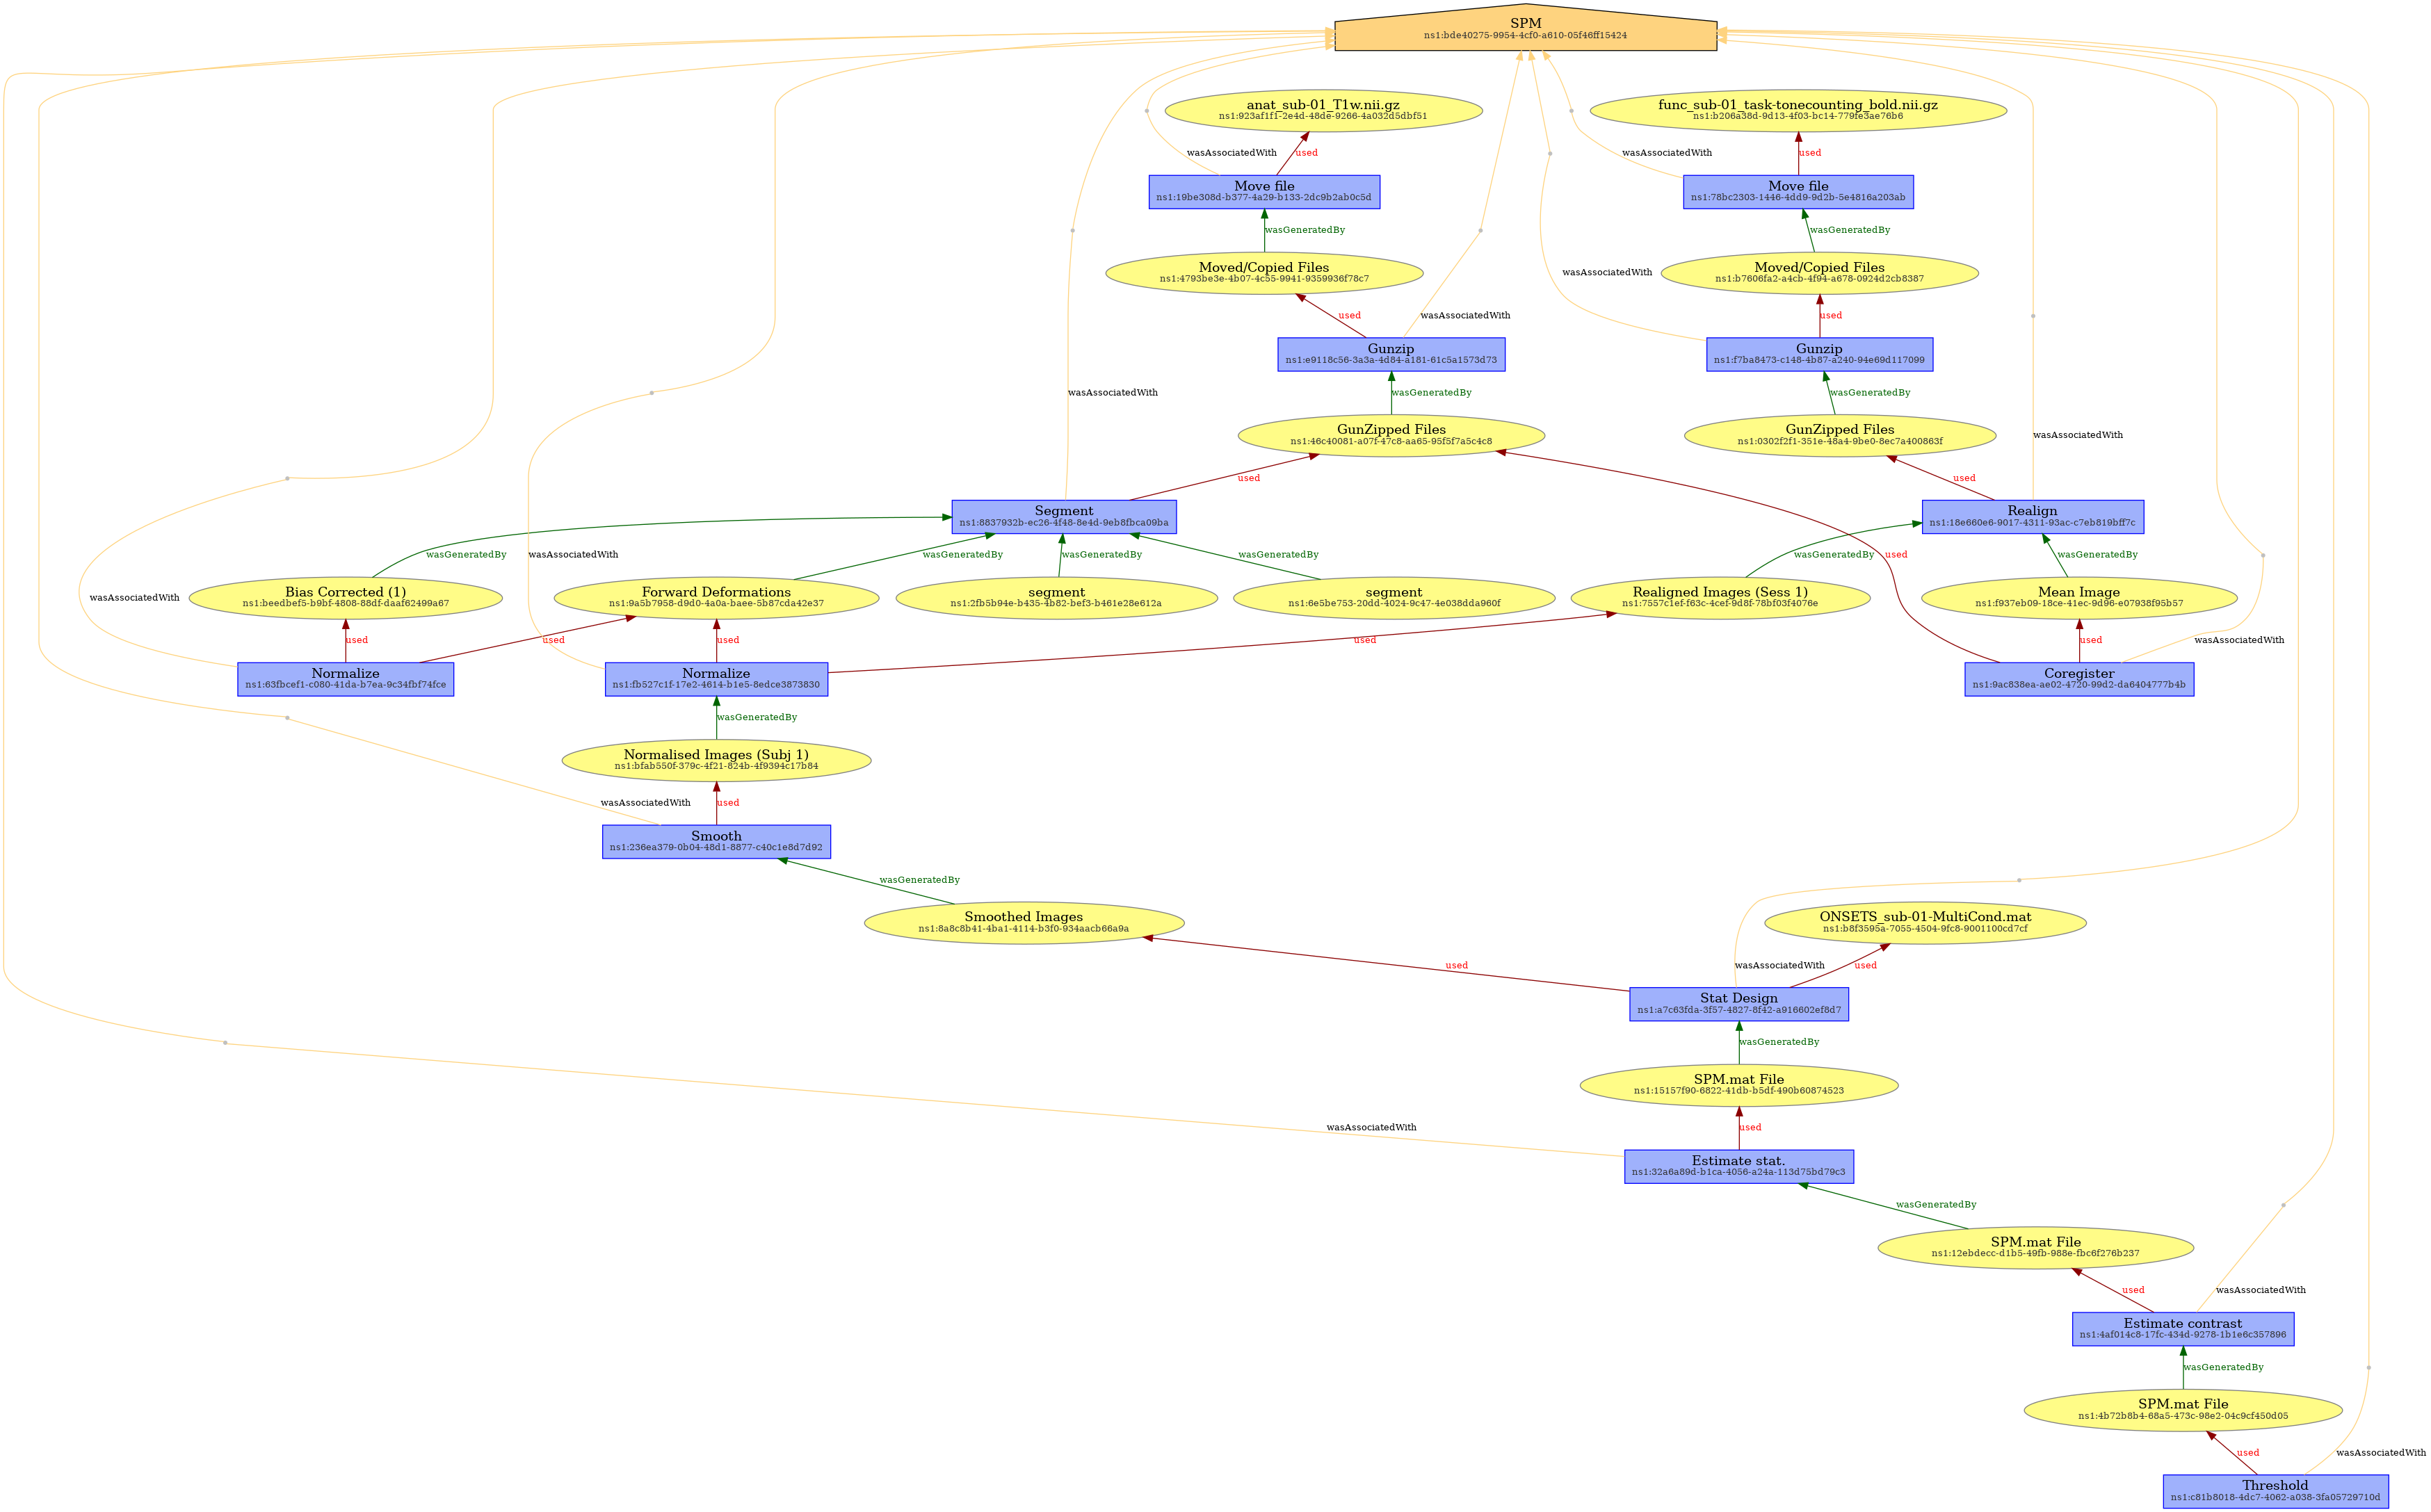 SPM
ns1:bde40275-9954-4cf0-a610-05f46ff15424
anat_sub-01_T1w.nii.gz
ns1:923af1f1-2e4d-48de-9266-4a032d5dbf51
func_sub-01_task-tonecounting_bold.nii.gz
ns1:b206a38d-9d13-4f03-bc14-779fe3ae76b6
wasAssociatedWith
used
wasAssociatedWith
used
Move file
ns1:19be308d-b377-4a29-b133-2dc9b2ab0c5d
Move file
ns1:78bc2303-1446-4dd9-9d2b-5e4816a203ab
wasGeneratedBy
wasGeneratedBy
Moved/Copied Files
ns1:4793be3e-4b07-4c55-9941-9359936f78c7
wasAssociatedWith
Moved/Copied Files
ns1:b7606fa2-a4cb-4f94-a678-0924d2cb8387
used
wasAssociatedWith
used
Gunzip
ns1:e9118c56-3a3a-4d84-a181-61c5a1573d73
Gunzip
ns1:f7ba8473-c148-4b87-a240-94e69d117099
wasAssociatedWith
wasGeneratedBy
wasGeneratedBy
GunZipped Files
ns1:46c40081-a07f-47c8-aa65-95f5f7a5c4c8
GunZipped Files
ns1:0302f2f1-351e-48a4-9be0-8ec7a400863f
wasAssociatedWith
used
used
Segment
ns1:8837932b-ec26-4f48-8e4d-9eb8fbca09ba
Realign
ns1:18e660e6-9017-4311-93ac-c7eb819bff7c
wasGeneratedBy
wasAssociatedWith
wasGeneratedBy
wasGeneratedBy
wasGeneratedBy
wasGeneratedBy
used
wasGeneratedBy
Bias Corrected (1)
ns1:beedbef5-b9bf-4808-88df-daaf62499a67
Forward Deformations
ns1:9a5b7958-d9d0-4a0a-baee-5b87cda42e37
segment
ns1:2fb5b94e-b435-4b82-bef3-b461e28e612a
segment
ns1:6e5be753-20dd-4024-9c47-4e038dda960f
Realigned Images (Sess 1)
ns1:7557c1ef-f63c-4cef-9d8f-78bf03f4076e
Mean Image
ns1:f937eb09-18ce-41ec-9d96-e07938f95b57
wasAssociatedWith
used
used
used
used
used
wasAssociatedWith
Normalize
ns1:63fbcef1-c080-41da-b7ea-9c34fbf74fce
Normalize
ns1:fb527c1f-17e2-4614-b1e5-8edce3873830
Coregister
ns1:9ac838ea-ae02-4720-99d2-da6404777b4b
wasGeneratedBy
Normalised Images (Subj 1)
ns1:bfab550f-379c-4f21-824b-4f9394c17b84
wasAssociatedWith
used
Smooth
ns1:236ea379-0b04-48d1-8877-c40c1e8d7d92
wasGeneratedBy
Smoothed Images
ns1:8a8c8b41-4ba1-4114-b3f0-934aacb66a9a
ONSETS_sub-01-MultiCond.mat
ns1:b8f3595a-7055-4504-9fc8-9001100cd7cf
used
wasAssociatedWith
used
Stat Design
ns1:a7c63fda-3f57-4827-8f42-a916602ef8d7
wasGeneratedBy
SPM.mat File
ns1:15157f90-6822-41db-b5df-490b60874523
wasAssociatedWith
used
Estimate stat.
ns1:32a6a89d-b1ca-4056-a24a-113d75bd79c3
wasGeneratedBy
SPM.mat File
ns1:12ebdecc-d1b5-49fb-988e-fbc6f276b237
used
wasAssociatedWith
Estimate contrast
ns1:4af014c8-17fc-434d-9278-1b1e6c357896
wasGeneratedBy
SPM.mat File
ns1:4b72b8b4-68a5-473c-98e2-04c9cf450d05
used
wasAssociatedWith
Threshold
ns1:c81b8018-4dc7-4062-a038-3fa05729710d